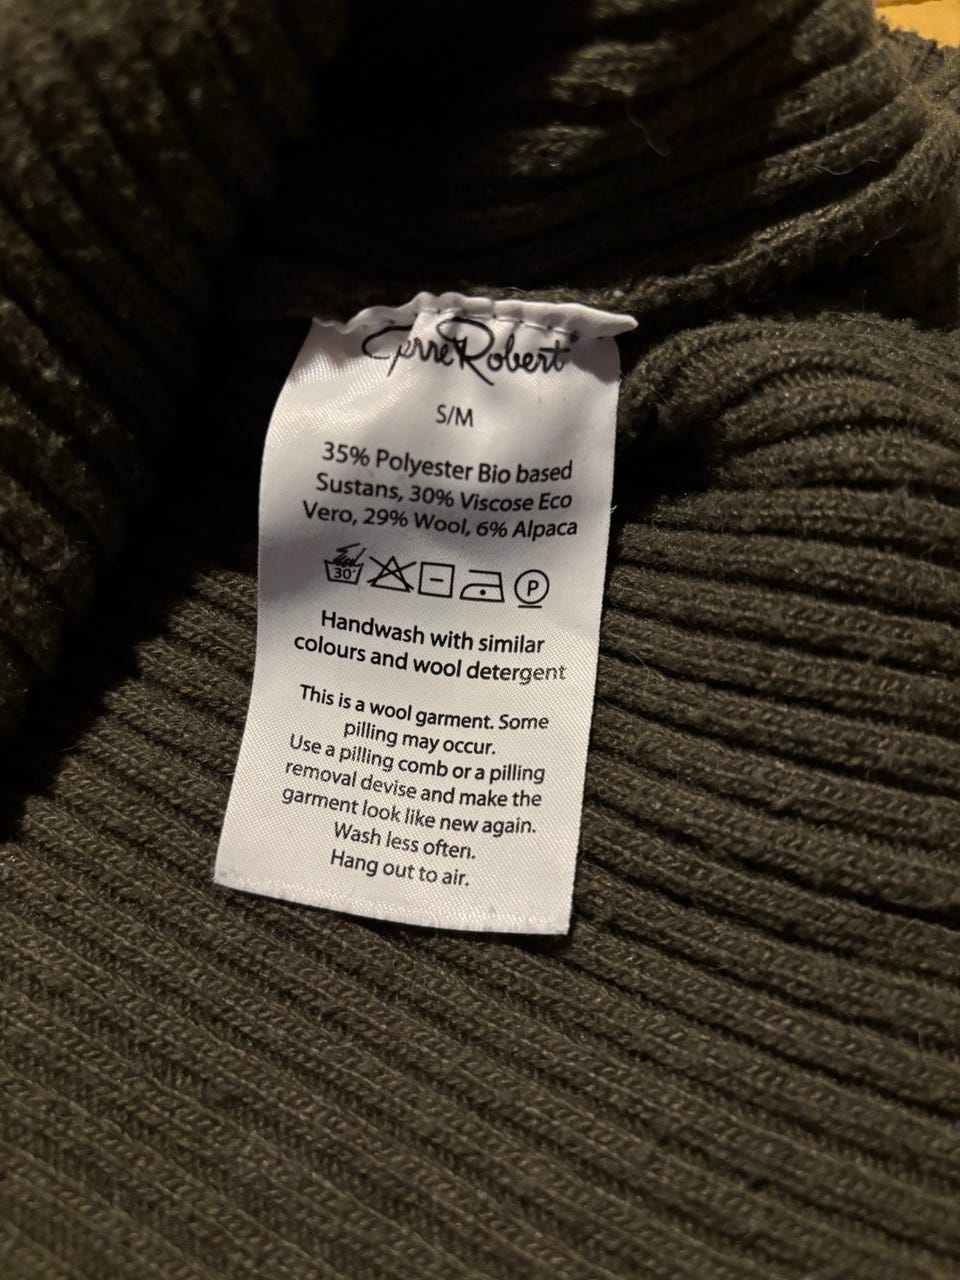 Pierre Robert
S/M
35% Polyester Bio based
Sustans, 30% Viscose Eco
Vero, 29% Wool, 6% Alpaca
30° P
Handwash with similar
colours and wool detergent
This is a wool garment. Some
pilling may occur.
Use a pilling comb or a pilling
removal devise and make the
garment look like new again.
Wash less often.
Hang out to air.